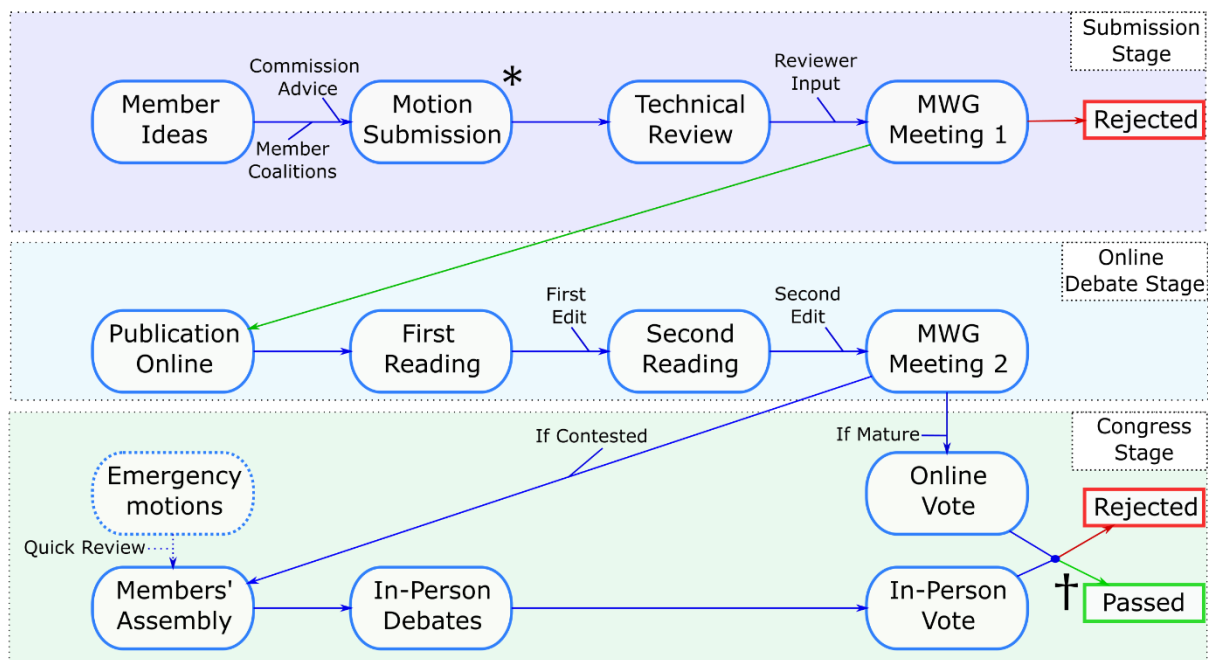 Submission
Stage
Commission
Advice
Member
Ideas
Member
Coalitions
Motion
Submission
*
Technical
Review
Reviewer
Input
MWG
Meeting 1
Rejected
Online
Debate Stage
Publication
Online
First
Reading
First
Edit
Second
Reading
Second
Edit
MWG
Meeting 2
Congress
Stage
If Contested
If Mature
Emergency
motions
Online
Vote
Rejected
Quick Review
Members'
Assembly
In-Person
Debates
In-Person
Vote
†
Passed